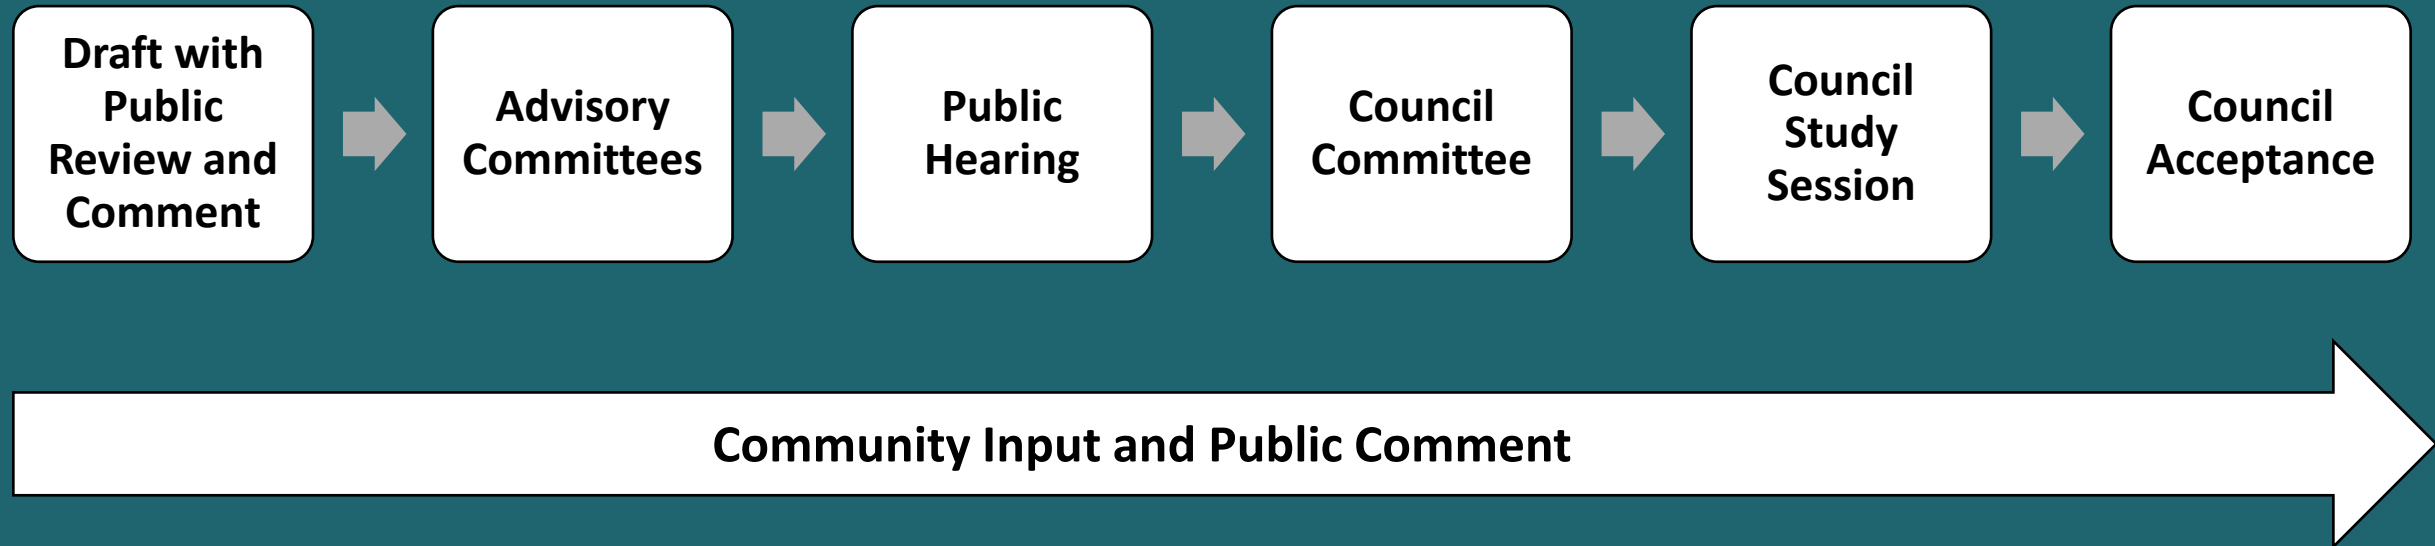 Draft with
Public
Review and
Comment
Advisory
Committees
Public
Hearing
Council
Committee
Council
Study
Session
Council
Acceptance
Community Input and Public Comment